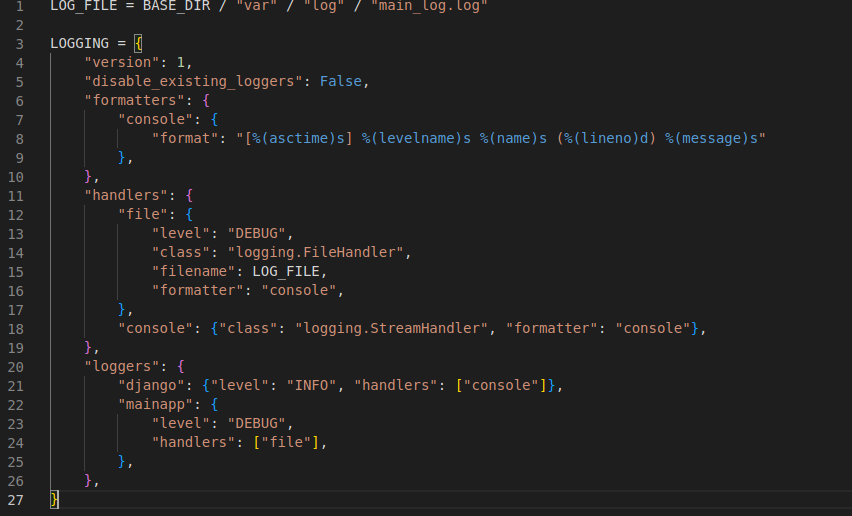 1 LOG_FILE = BASE_DIR / "var" / "log" / "main_log.log"
2
3 LOGGING = {
4     "version": 1,
5     "disable_existing_loggers": False,
6     "formatters": {
7         "console": {
8             "format": "[%(asctime)s] %(levelname)s %(name)s (%(lineno)d) %(message)s"
9         },
10     },
11     "handlers": {
12         "file": {
13             "level": "DEBUG",
14             "class": "logging.FileHandler",
15             "filename": LOG_FILE,
16             "formatter": "console",
17         },
18         "console": {"class": "logging.StreamHandler", "formatter": "console"},
19     },
20     "loggers": {
21         "django": {"level": "INFO", "handlers": ["console"]},
22         "mainapp": {
23             "level": "DEBUG",
24             "handlers": ["file"],
25         },
26     },
27 }